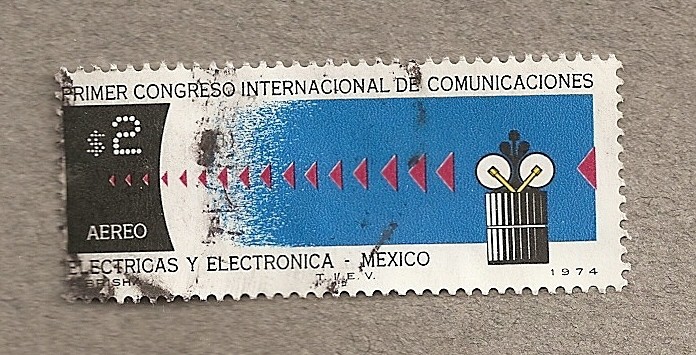 PRIMER CONGRESO INTERNACIONAL DE COMUNICACIONES
$2
AEREO
ELECTRICAS Y ELECTRONICA - MEXICO
T.I.E.V. 1974